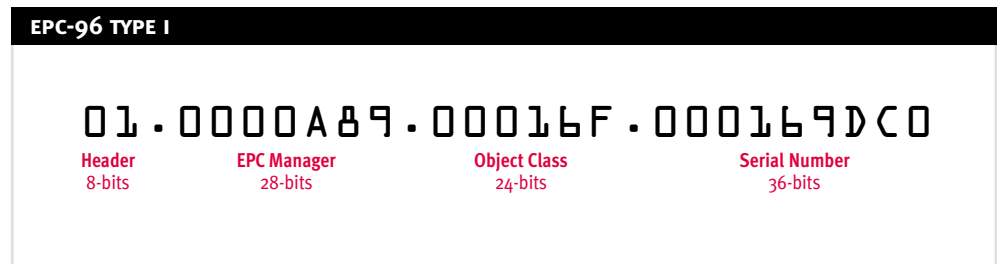 EPC-96 TYPE I
01.0000A89.00016F.000169DC0
Header EPC Manager Object Class Serial Number
8-bits 28-bits 24-bits 36-bits